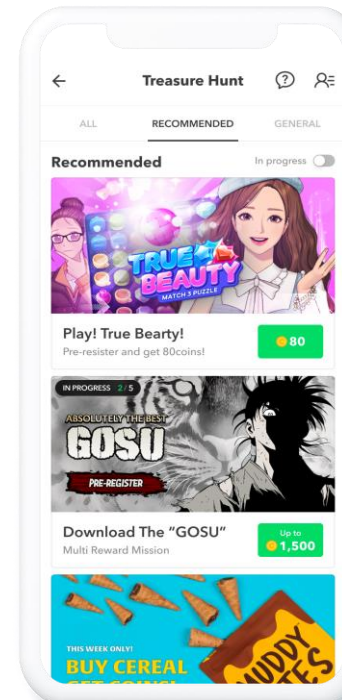 Treasure Hunt
ALL RECOMMENDED GENERAL
Recommended In progress
TRUE
BEAUTY
MATCH 3 PUZZLE
Play! True Bearty!
Pre-resister and get 80coins!
80
IN PROGRESS 2/5
ABSOLUTELY THE BEST
GOSU
PRE-REGISTER
Download The “GOSU”
Multi Reward Mission
Up to
1,500
THIS WEEK ONLY!
BUY CEREAL
GET COINS!
MUDDY